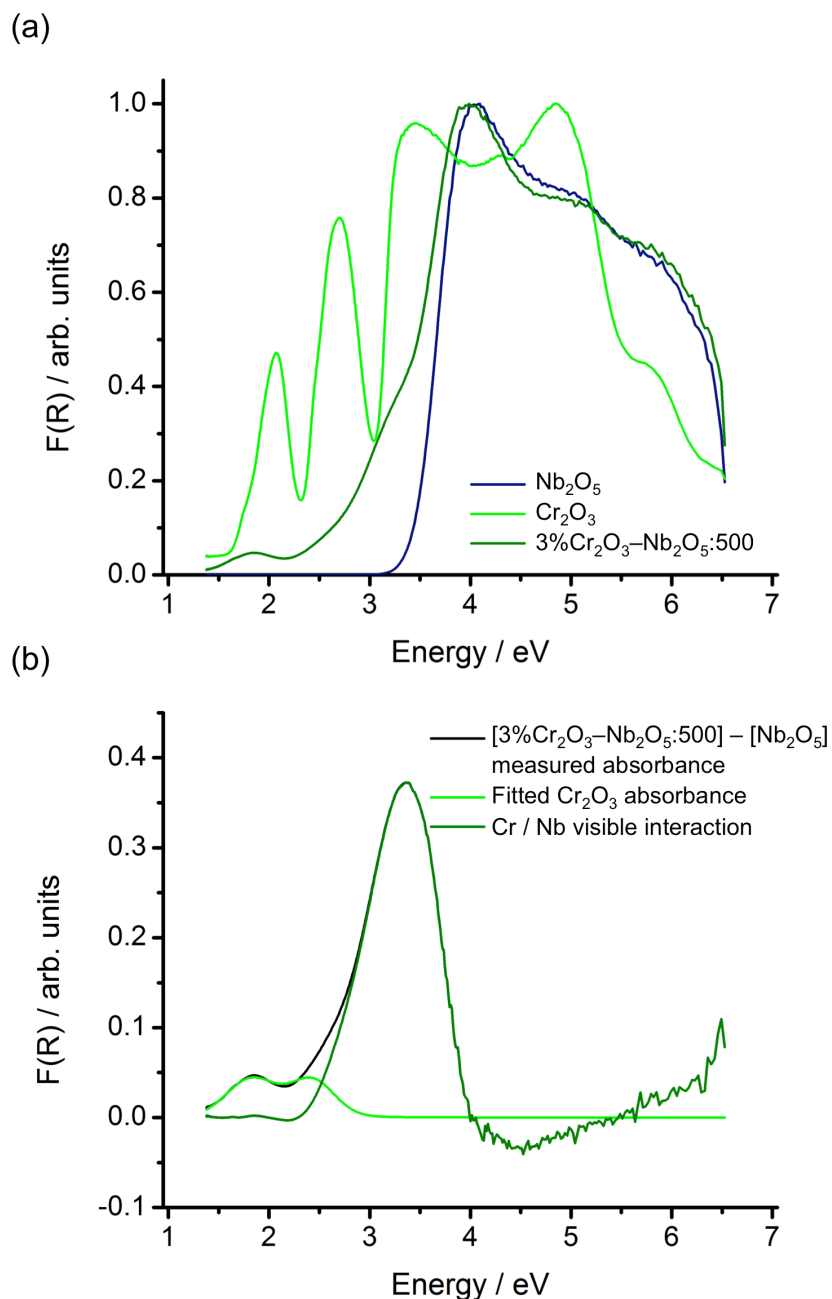 (a)
1.0
0.8
0.6
0.4
0.2
0.0
F(R) / arb. units
Nb₂O₅
Cr₂O₃
3%Cr₂O₃–Nb₂O₅:500
1 2 3 4 5 6 7
Energy / eV
(b)
[3%Cr₂O₃–Nb₂O₅:500] – [Nb₂O₅]
measured absorbance
Fitted Cr₂O₃ absorbance
Cr / Nb visible interaction
0.4
0.3
0.2
0.1
0.0
-0.1
F(R) / arb. units
1 2 3 4 5 6 7
Energy / eV